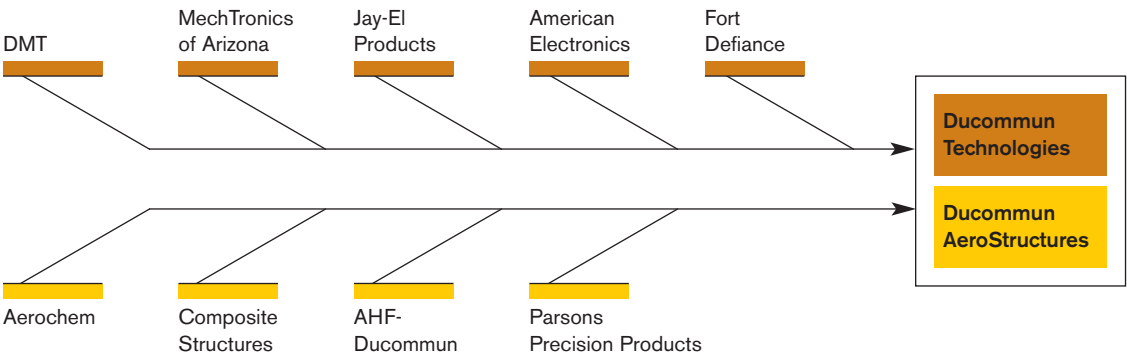 DMT
MechTronics
of Arizona
Jay-El
Products
American
Electronics
Fort
Defiance
Ducommun
Technologies
Ducommun
AeroStructures
Aerochem
Composite
Structures
AHF-
Ducommun
Parsons
Precision Products